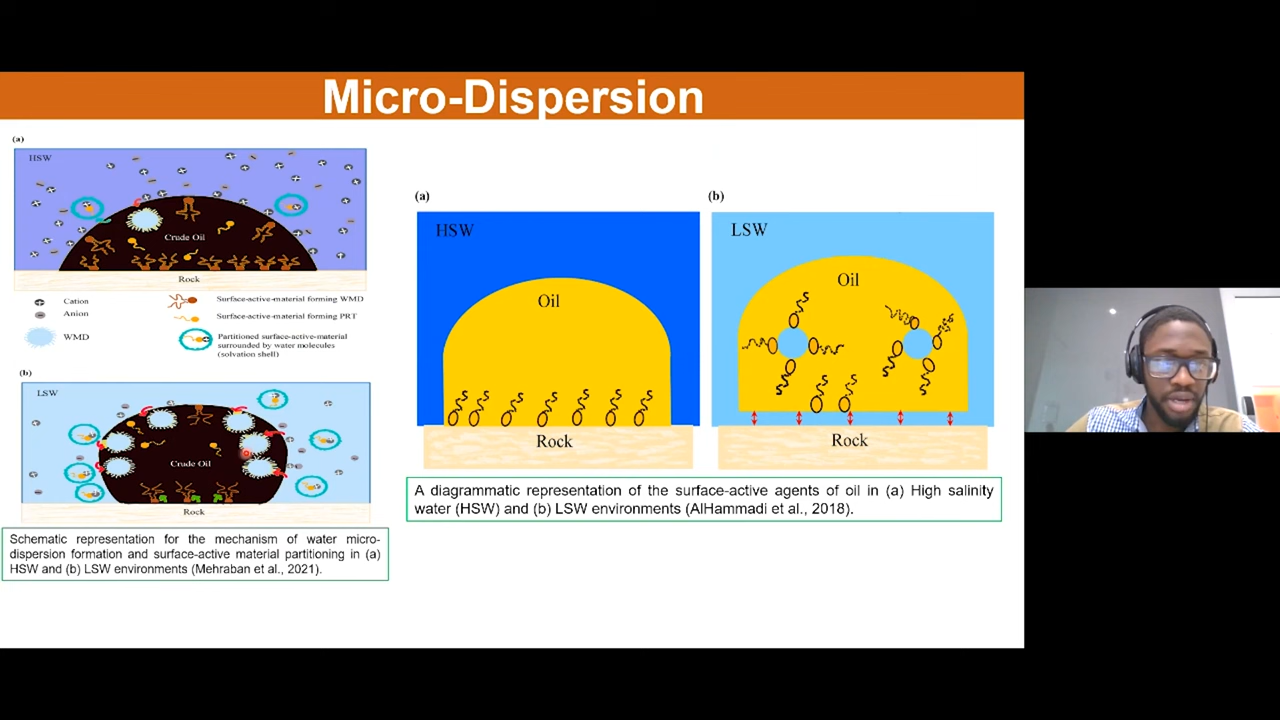 Micro-Dispersion
(a)
HSW
Crude Oil
Rock
Cation
Anion
WMD
Surface-active-material forming WMD
Surface-active-material forming PRT
Partitioned surface-active-material
surrounded by water molecules
(solvation shell)
(b)
LSW
Crude Oil
Rock
Schematic representation for the mechanism of water micro-
dispersion formation and surface-active material partitioning in (a)
HSW and (b) LSW environments (Mehraban et al., 2021).
(a)
HSW
Oil
Rock
(b)
LSW
Oil
Rock
A diagrammatic representation of the surface-active agents of oil in (a) High salinity
water (HSW) and (b) LSW environments (AlHammadi et al., 2018).